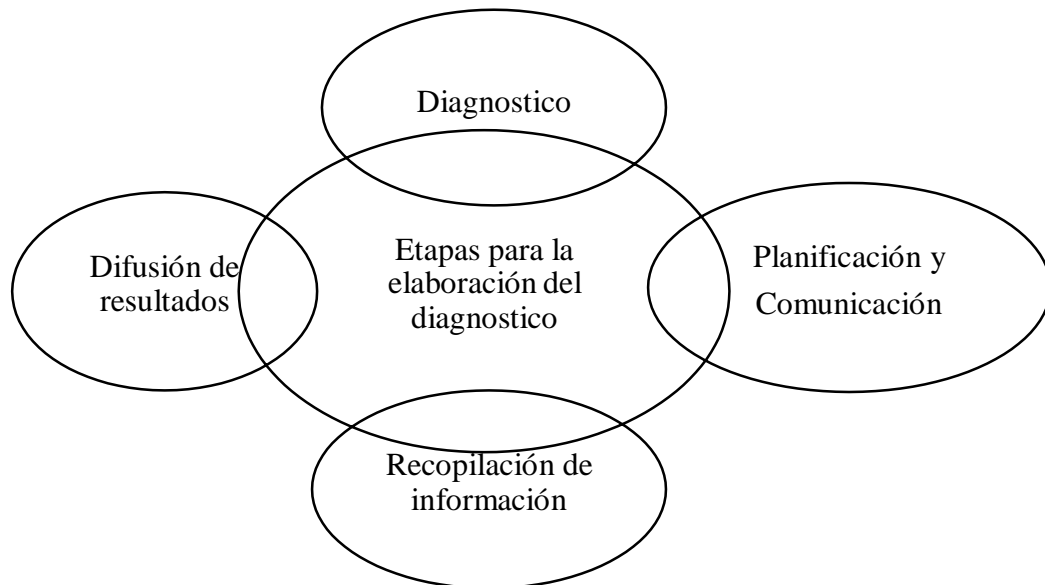 Diagnostico
Difusión de
resultados
Etapas para la
elaboración del
diagnostico
Planificación y
Comunicación
Recopilación de
información